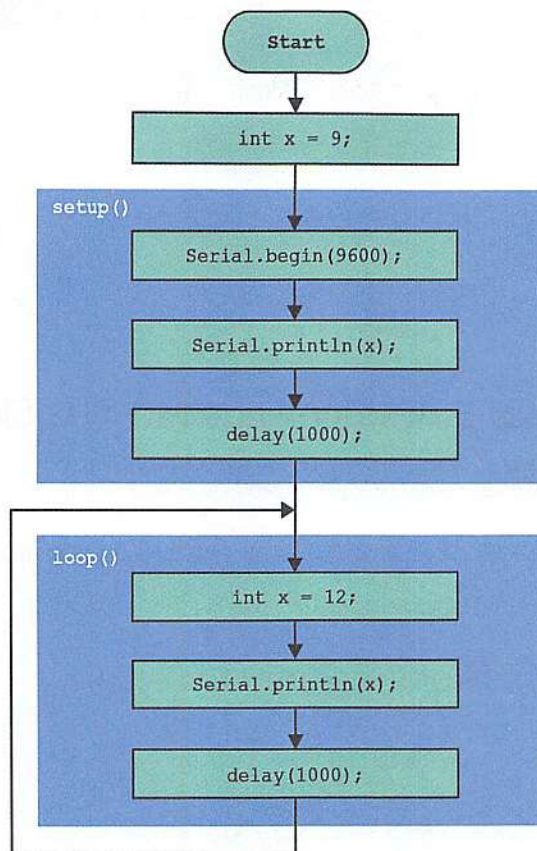 Start
int x = 9;
setup()
Serial.begin(9600);
Serial.println(x);
delay(1000);
loop()
int x = 12;
Serial.println(x);
delay(1000);